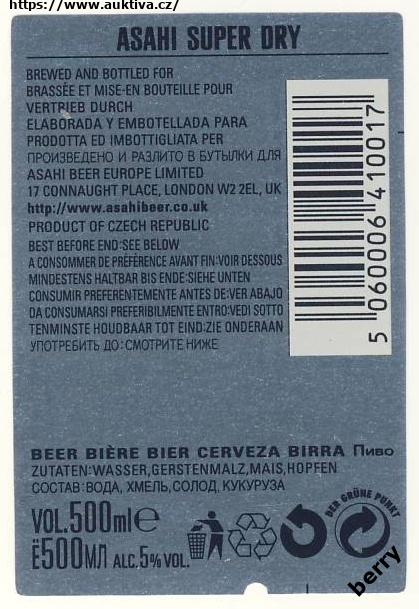 https://www.auktiva.cz/
ASAHI SUPER DRY
BREWED AND BOTTLED FOR
BRASSÉE ET MISE-EN BOUTEILLE POUR
VERTRIEB DURCH
ELABORADA Y EMBOTELLADA PARA
PRODOTTA ED IMBOTTIGLIATA PER
ПРОИЗВЕДЕНО И РАЗЛИТО В БУТЫЛКИ ДЛЯ
ASAHI BEER EUROPE LIMITED
17 CONNAUGHT PLACE, LONDON W2 2EL, UK
http://www.asahibeer.co.uk
PRODUCT OF CZECH REPUBLIC
BEST BEFORE END:SEE BELOW
A CONSOMMER DE PRÉFÉRENCE AVANT FIN:VOIR DESSOUS
MINDESTENS HALTBAR BIS ENDE:SIEHE UNTEN
CONSUMIR PREFERENTEMENTE ANTES DE:VER ABAJO
DA CONSUMARSI PREFERIBILMENTE ENTRO:VEDI SOTTO
TENMINSTE HOUDBAAR TOT EIND:ZIE ONDERAAN
УПОТРЕБИТЬ ДО:СМОТРИТЕ НИЖЕ
5 060006 410017
BEER BIÈRE BIER CERVEZA BIRRA Пиво
ZUTATEN:WASSER,GERSTENMALZ,MAIS,HOPFEN
СОСТАВ:ВОДА, ХМЕЛЬ,СОЛОД, КУКУРУЗА
VOL.500ml℮
Ё500МЛ ALC.5%VOL.
DER GRÜNE PUNKT
berry